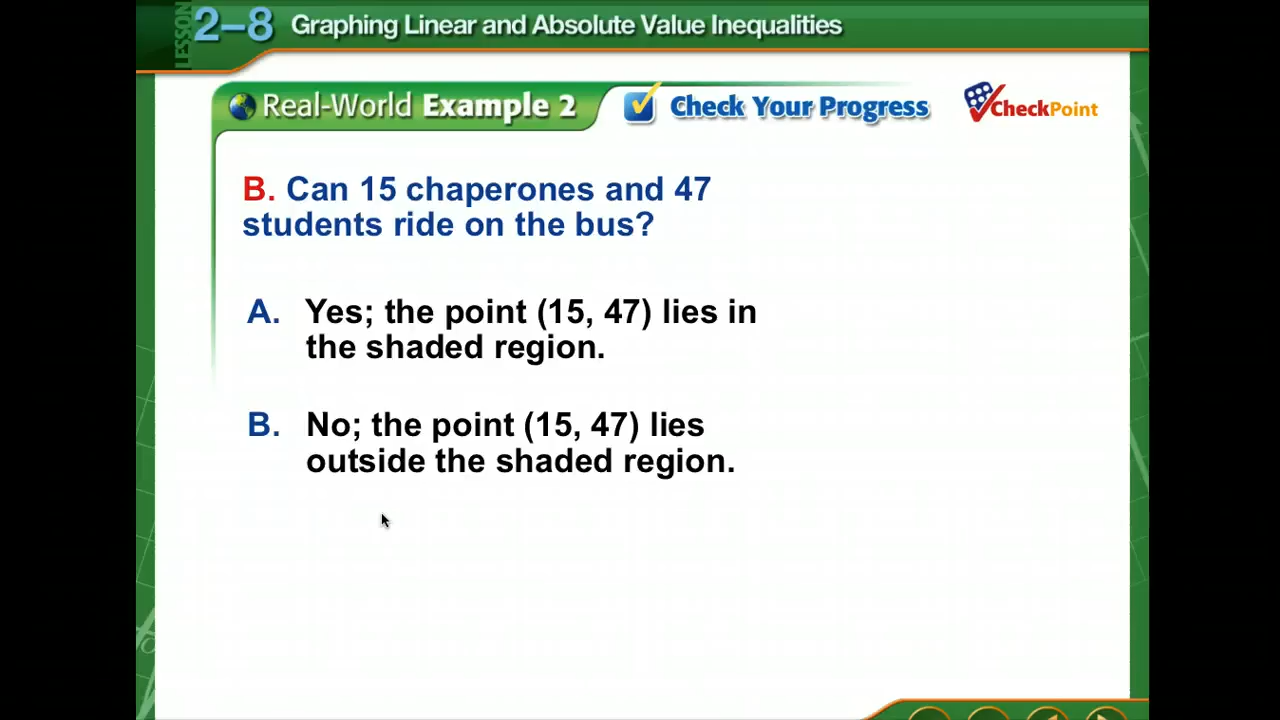 LESSON 2–8 Graphing Linear and Absolute Value Inequalities
Real-World Example 2 Check Your Progress CheckPoint
B. Can 15 chaperones and 47
students ride on the bus?
A. Yes; the point (15, 47) lies in
the shaded region.
B. No; the point (15, 47) lies
outside the shaded region.